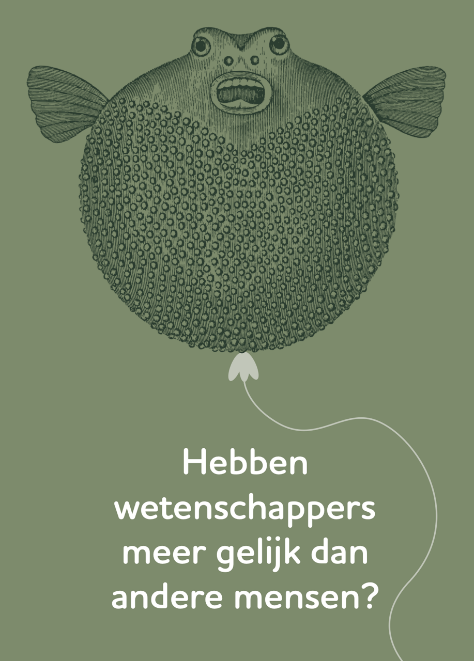 Hebben
wetenschappers
meer gelijk dan
andere mensen?